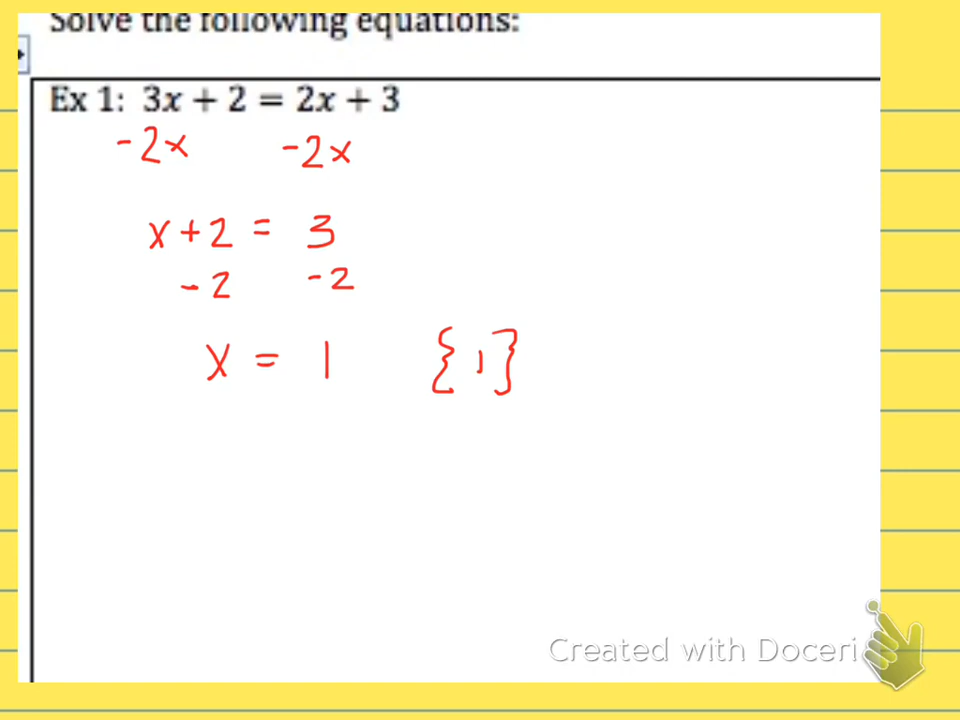 Solve the following equations:
Ex 1: 3x + 2 = 2x + 3
-2x -2x
x+2 = 3
-2 -2
x = 1 {1}
Created with Doceri